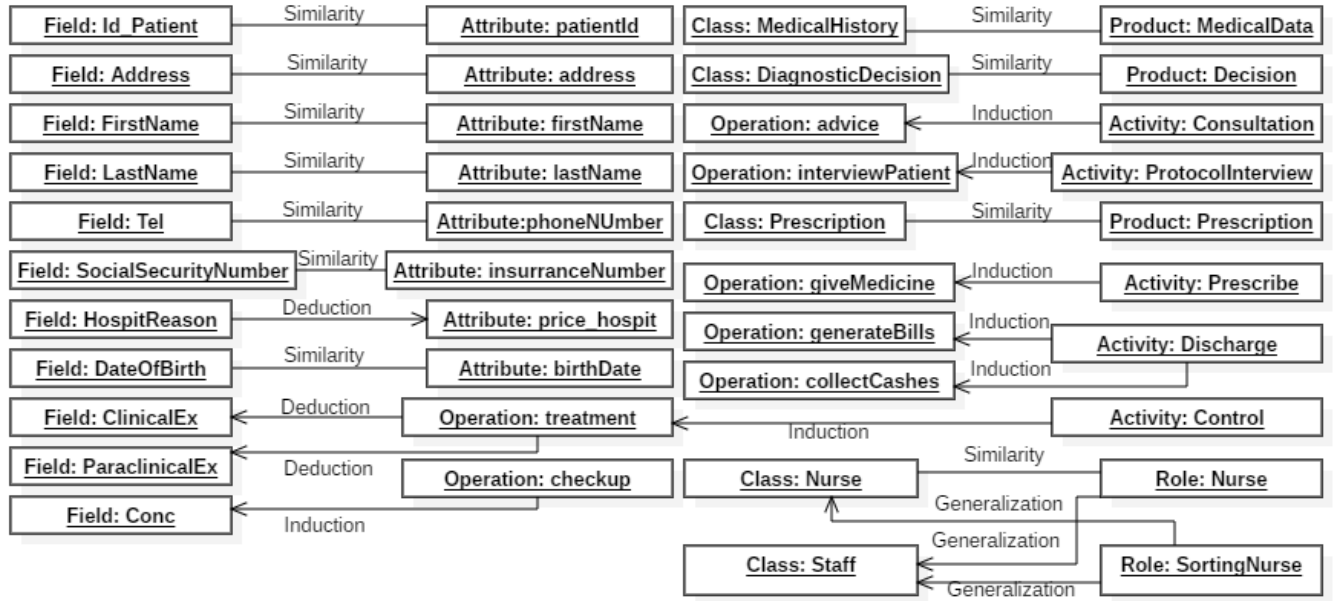 Field: Id_Patient Similarity Attribute: patientId
Field: Address Similarity Attribute: address
Field: FirstName Similarity Attribute: firstName
Field: LastName Similarity Attribute: lastName
Field: Tel Similarity Attribute:phoneNUmber
Field: SocialSecurityNumber Similarity Attribute: insurranceNumber
Field: HospitReason Deduction Attribute: price_hospit
Field: DateOfBirth Similarity Attribute: birthDate
Field: ClinicalEx Deduction Operation: treatment
Field: ParaclinicalEx Deduction
Operation: checkup
Field: Conc Induction
Class: MedicalHistory Similarity Product: MedicalData
Class: DiagnosticDecision Similarity Product: Decision
Operation: advice Induction Activity: Consultation
Operation: interviewPatient Induction Activity: ProtocolInterview
Class: Prescription Similarity Product: Prescription
Operation: giveMedicine Induction Activity: Prescribe
Operation: generateBills Induction Activity: Discharge
Operation: collectCashes Induction
Induction Activity: Control
Class: Nurse Similarity Role: Nurse
Generalization
Generalization
Class: Staff Generalization Role: SortingNurse